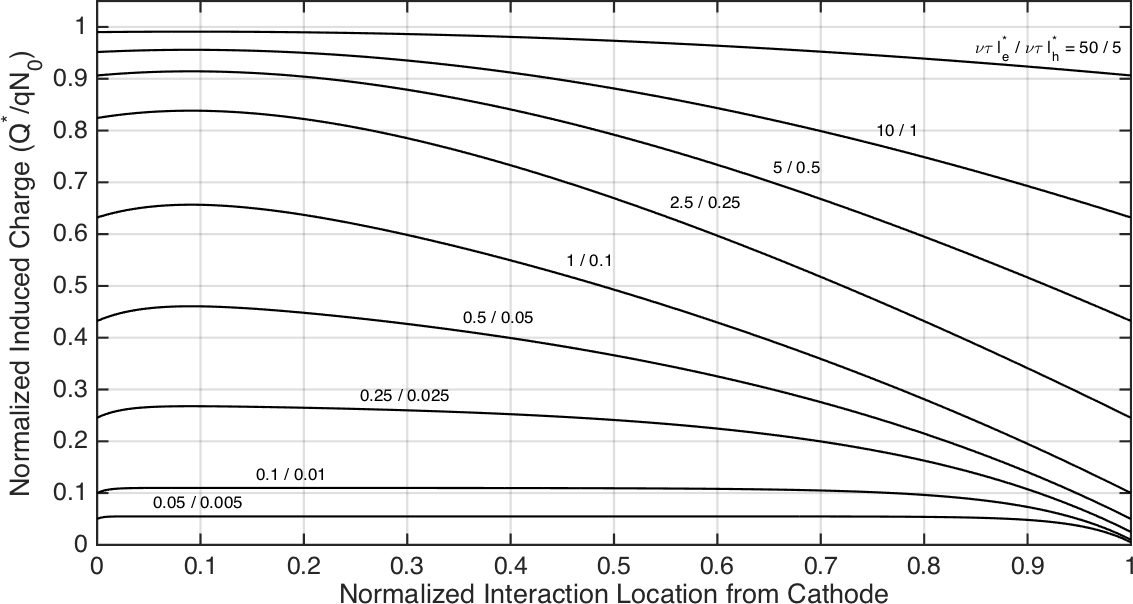 Normalized Induced Charge (Q*/qN₀)
1
0.9
0.8
0.7
0.6
0.5
0.4
0.3
0.2
0.1
0
ντ|*e / ντ|*h = 50 / 5
10 / 1
5 / 0.5
2.5 / 0.25
1 / 0.1
0.5 / 0.05
0.25 / 0.025
0.1 / 0.01
0.05 / 0.005
0 0.1 0.2 0.3 0.4 0.5 0.6 0.7 0.8 0.9 1
Normalized Interaction Location from Cathode